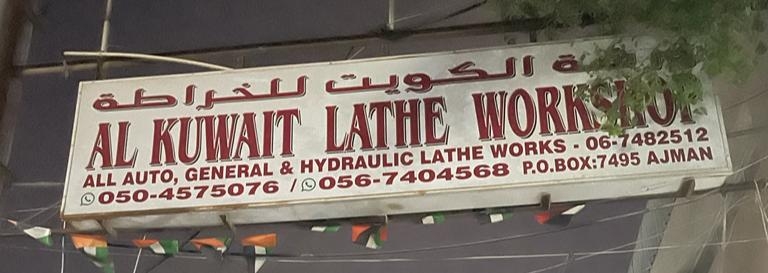 الكويت للخراطة
AL KUWAIT LATHE WORKSHOP
ALL AUTO, GENERAL & HYDRAULIC LATHE WORKS - 06-7482512
050-4575076 / 056-7404568 P.O.BOX:7495 AJMAN